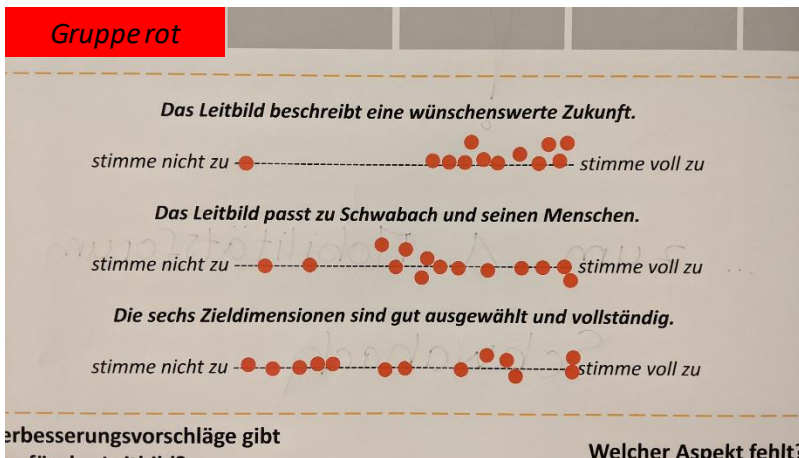 Gruppe rot
Das Leitbild beschreibt eine wünschenswerte Zukunft.
stimme nicht zu stimme voll zu
Das Leitbild passt zu Schwabach und seinen Menschen.
stimme nicht zu stimme voll zu
Die sechs Zieldimensionen sind gut ausgewählt und vollständig.
stimme nicht zu stimme voll zu
erbesserungsvorschläge gibt
Welcher Aspekt fehlt?